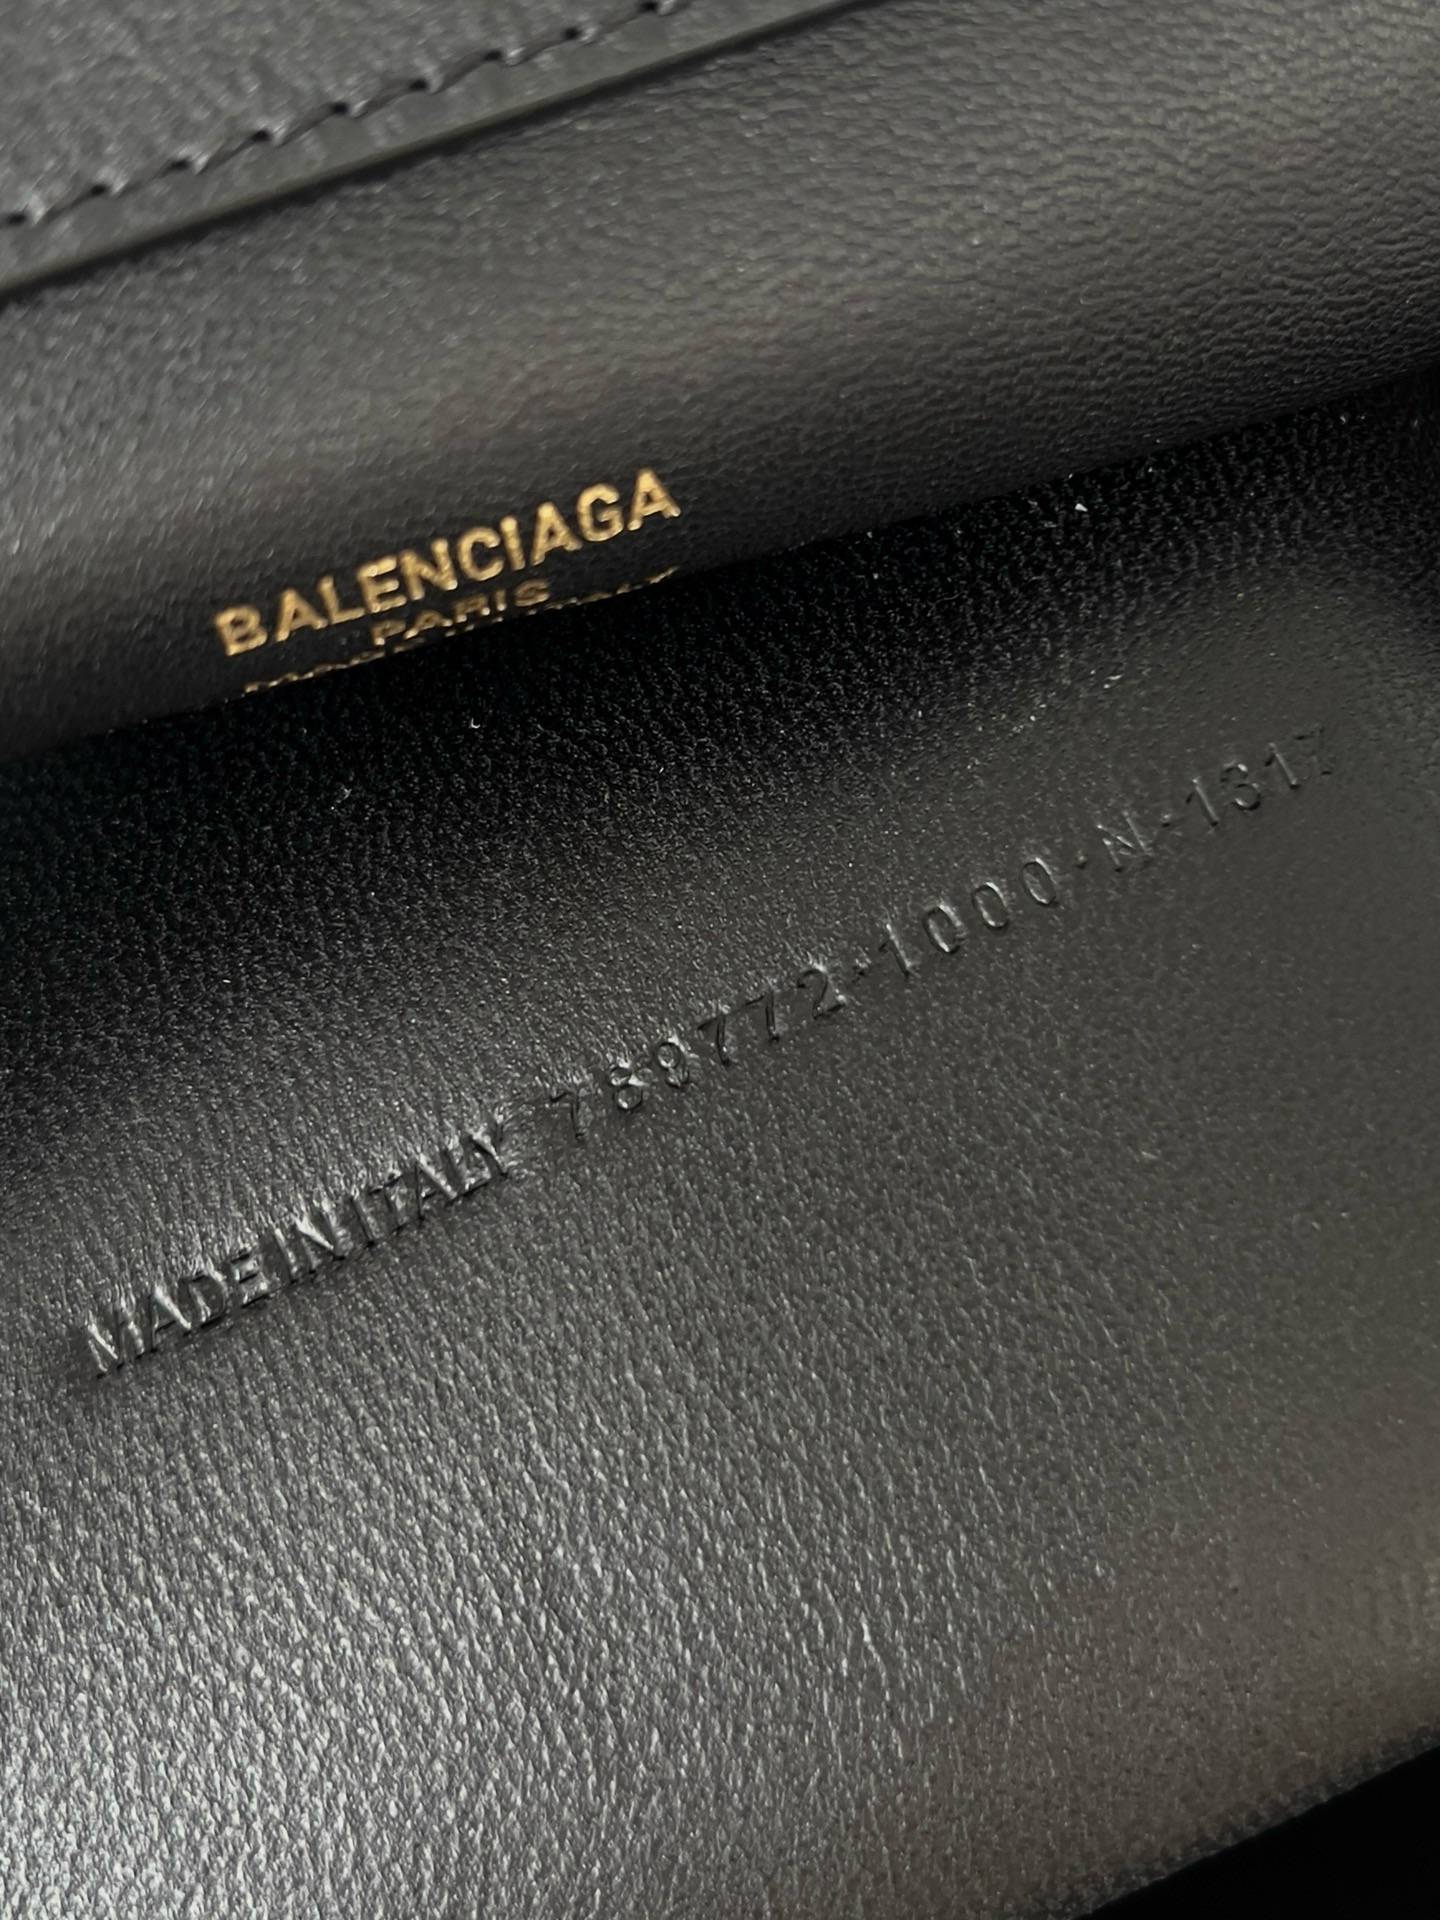 BALENCIAGA
PARIS
MADE IN ITALY 789772·1000·N·1317